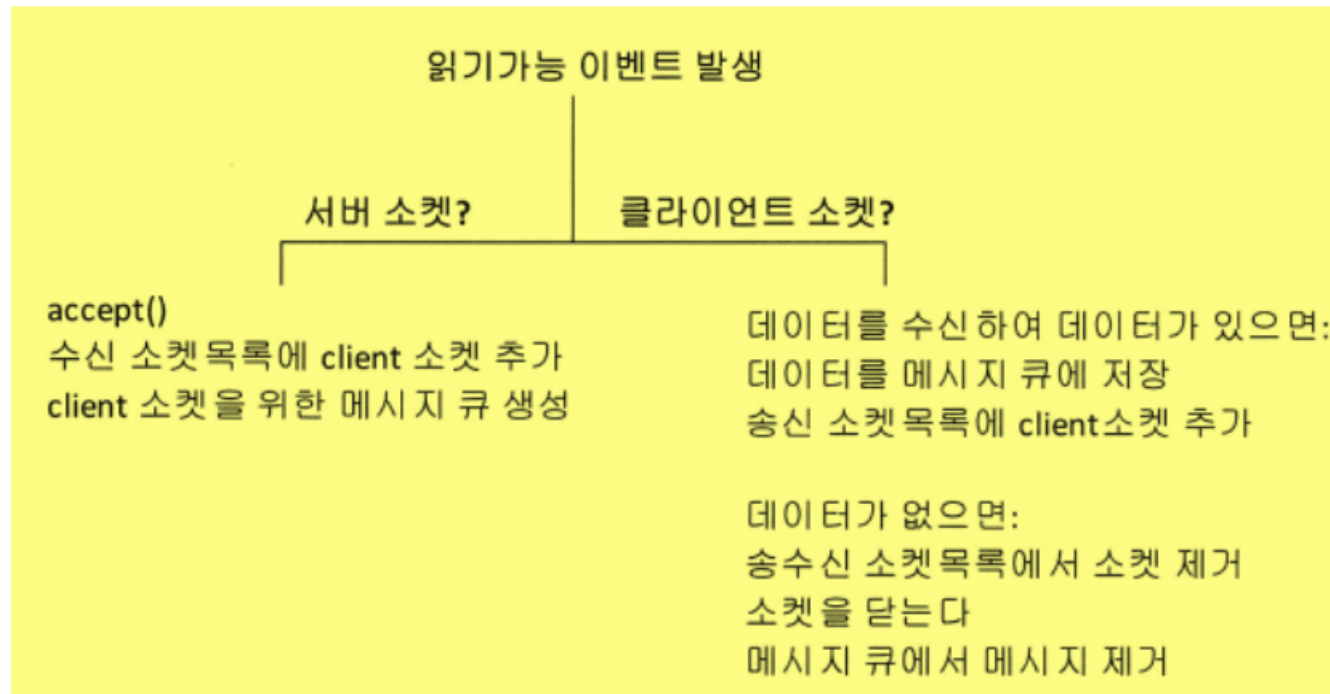 읽기가능 이벤트 발생
서버 소켓?
클라이언트 소켓?
accept()
수신 소켓목록에 client 소켓 추가
client 소켓을 위한 메시지 큐 생성
데이터를 수신하여 데이터가 있으면:
데이터를 메시지 큐에 저장
송신 소켓목록에 client소켓 추가
데이터가 없으면:
송수신 소켓목록에서 소켓 제거
소켓을 닫는다
메시지 큐에서 메시지 제거